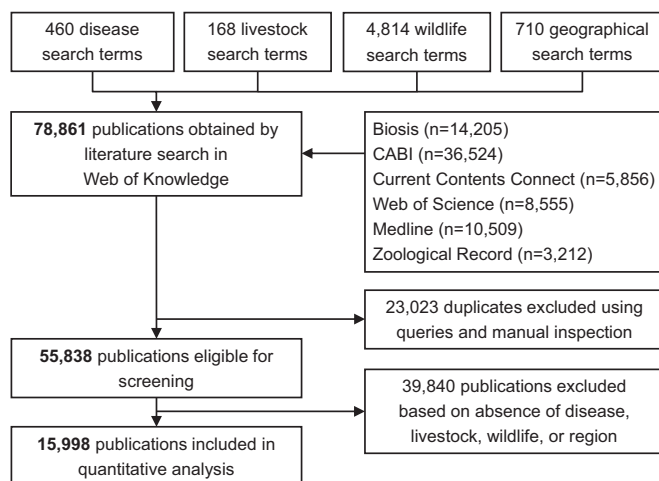 460 disease
search terms
168 livestock
search terms
4,814 wildlife
search terms
710 geographical
search terms
78,861 publications obtained by
literature search in
Web of Knowledge
Biosis (n=14,205)
CABI (n=36,524)
Current Contents Connect (n=5,856)
Web of Science (n=8,555)
Medline (n=10,509)
Zoological Record (n=3,212)
23,023 duplicates excluded using
queries and manual inspection
55,838 publications eligible for
screening
39,840 publications excluded
based on absence of disease,
livestock, wildlife, or region
15,998 publications included in
quantitative analysis